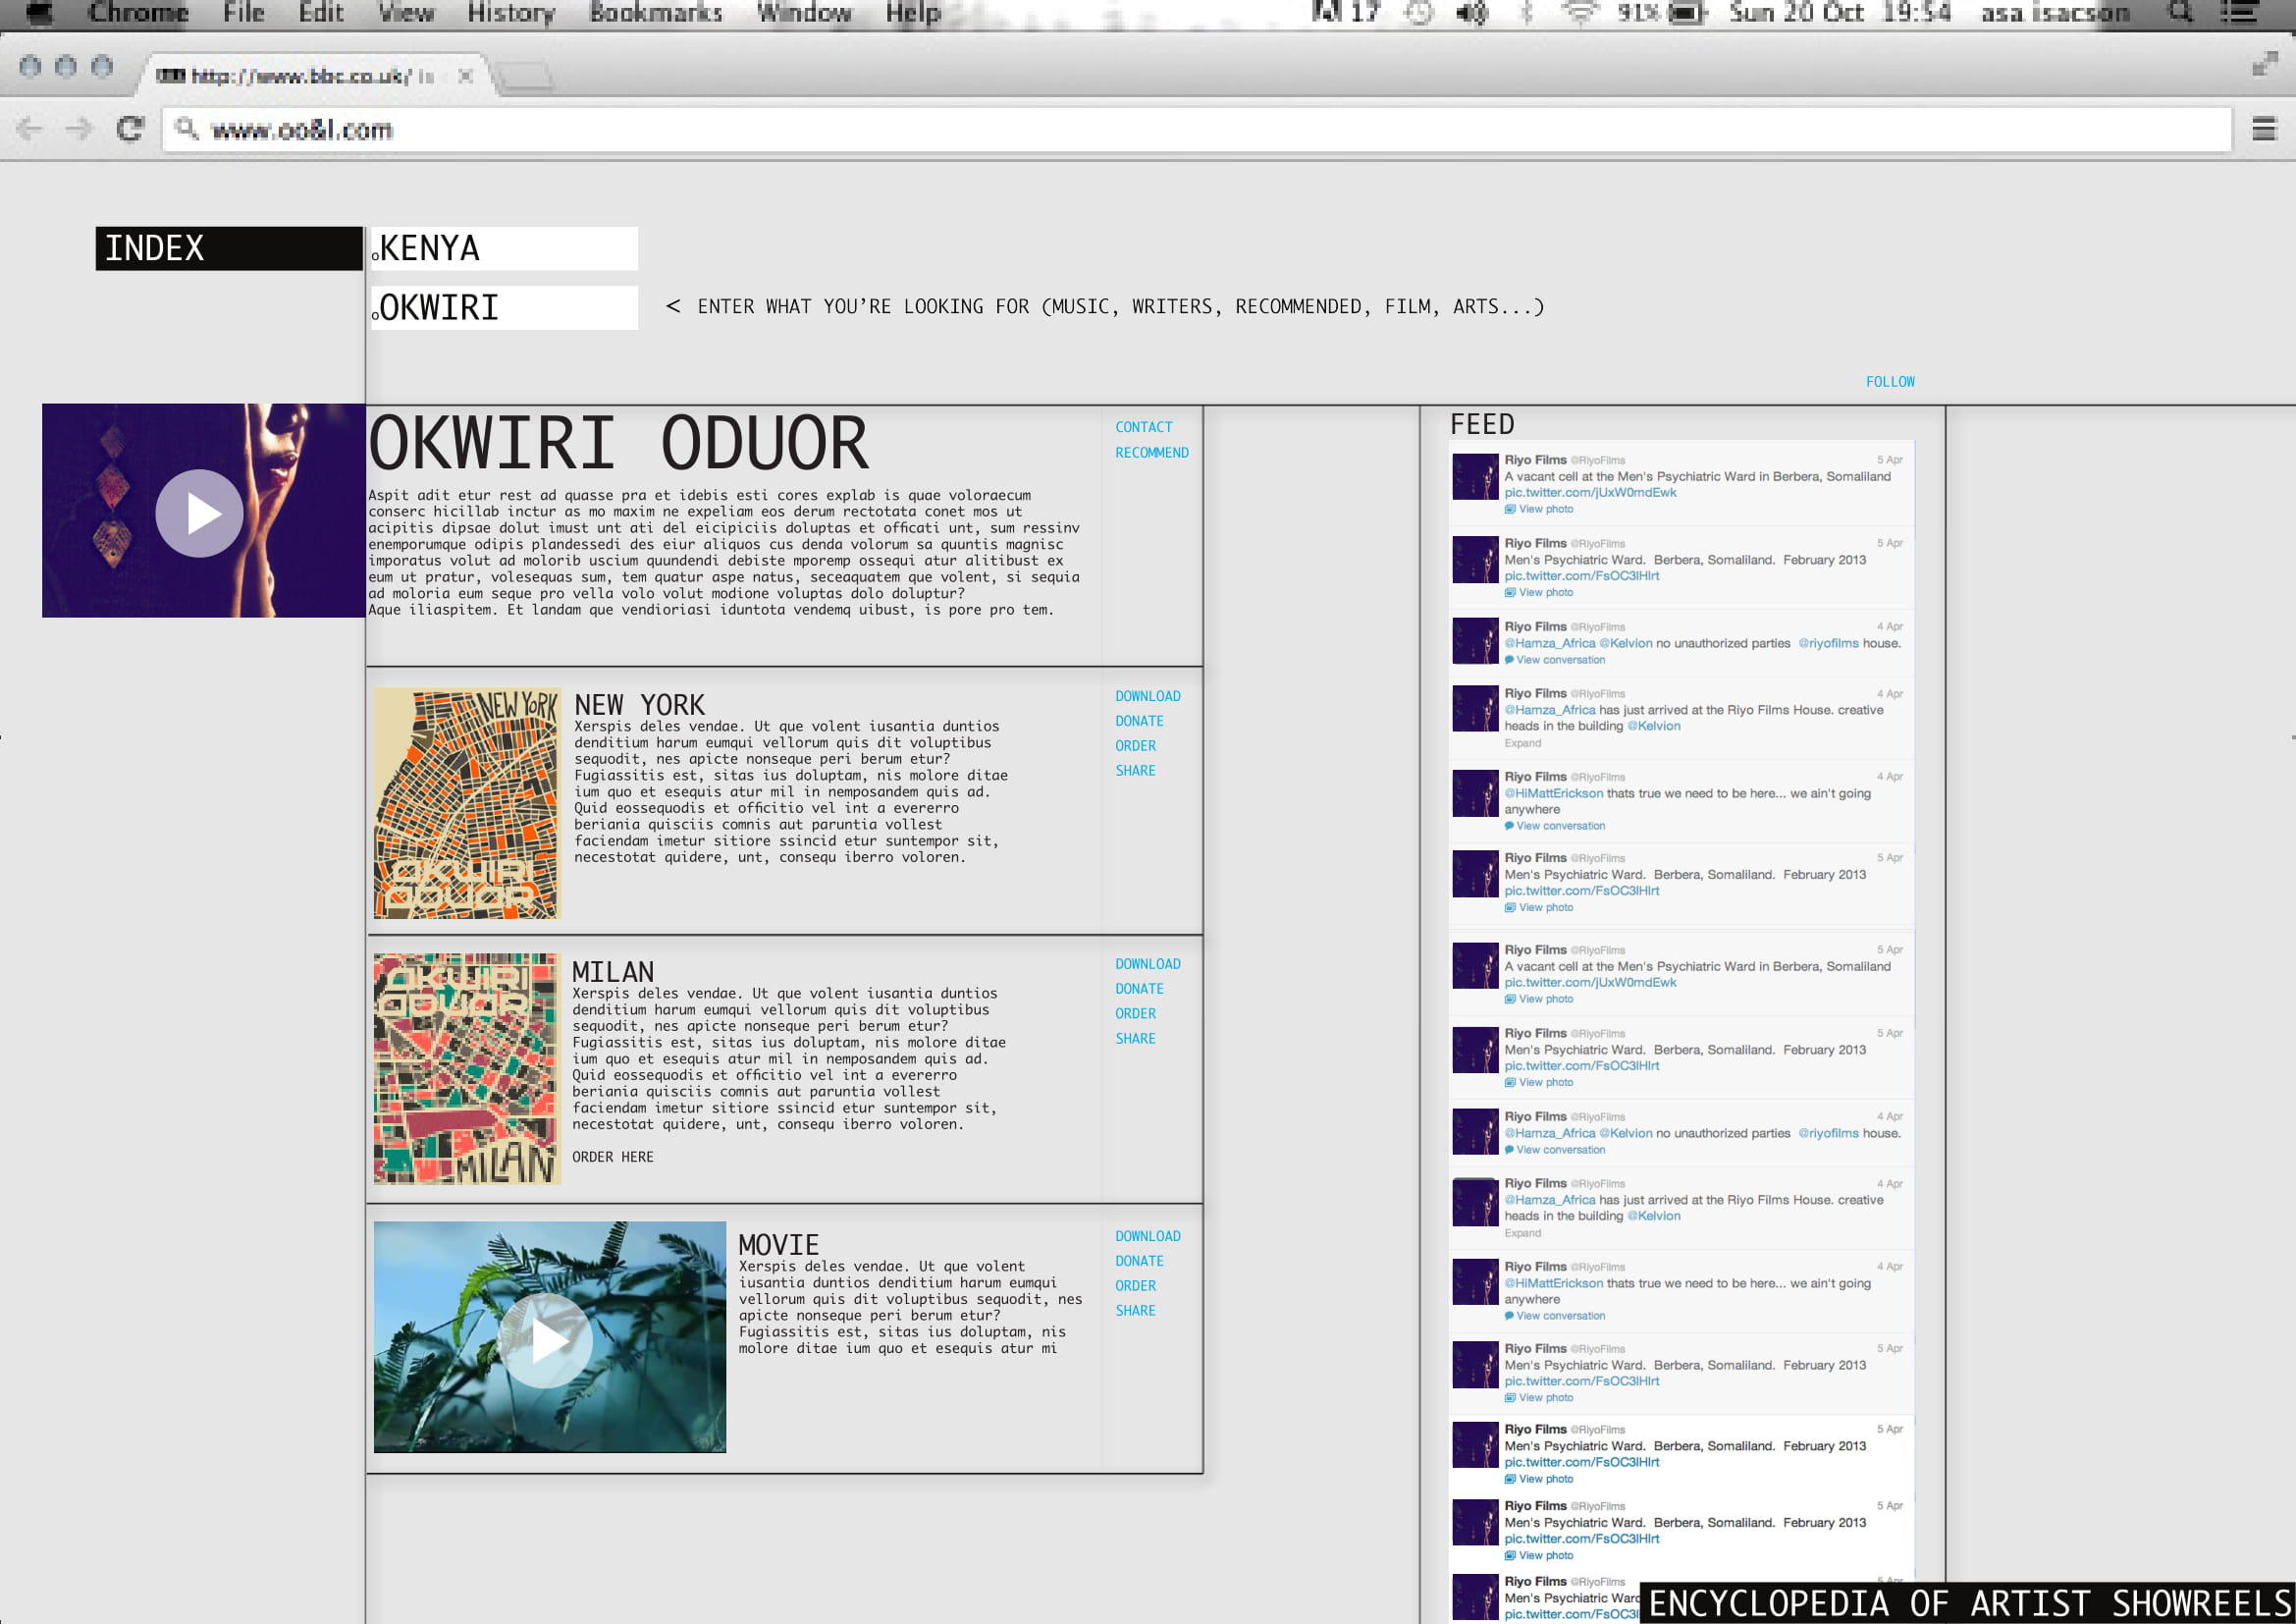 Chrome File Edit View History Bookmarks Window Help 17 91% Sun 20 Oct 19:54 asa isacson
http://www.bbc.co.uk/
www.oo&l.com
INDEX
oKENYA
oOKWIRI
< ENTER WHAT YOU’RE LOOKING FOR (MUSIC, WRITERS, RECOMMENDED, FILM, ARTS...)
FOLLOW
OKWIRI ODUOR
Aspit adit etur rest ad quasse pra et idebis esti cores explab is quae voloraecum
conserc hicillab inctur as mo maxim ne expeliam eos derum rectotata conet mos ut
acipitis dipsae dolut imust unt ati del eicipiciis doluptas et officati unt, sum ressinv
enemporumque odipis plandessedi des eiur aliquos cus denda volorum sa quuntis magnisc
imporatus volut ad molorib uscium quundendi debiste mporemp ossequi atur alitibust ex
eum ut pratur, volesequas sum, tem quatur aspe natus, seceaquatem que volent, si sequia
ad moloria eum seque pro vella volo volut modione voluptas dolo doluptur?
Aque iliaspitem. Et landam que vendioriasi iduntota vendemq uibust, is pore pro tem.
CONTACT
RECOMMEND
NEW YORK
OKWIRI
ODUOR
NEW YORK
Xerspis deles vendae. Ut que volent iusantia duntios
denditium harum eumqui vellorum quis dit voluptibus
sequodit, nes apicte nonseque peri berum etur?
Fugiassitis est, sitas ius doluptam, nis molore ditae
ium quo et esequis atur mil in nemposandem quis ad.
Quid eossequodis et officitio vel int a evererro
beriania quisciis comnis aut paruntia vollest
faciendam imetur sitiore ssincid etur suntempor sit,
necestotat quidere, unt, consequ iberro voloren.
DOWNLOAD
DONATE
ORDER
SHARE
OKWIRI
ODUOR
MILAN
MILAN
Xerspis deles vendae. Ut que volent iusantia duntios
denditium harum eumqui vellorum quis dit voluptibus
sequodit, nes apicte nonseque peri berum etur?
Fugiassitis est, sitas ius doluptam, nis molore ditae
ium quo et esequis atur mil in nemposandem quis ad.
Quid eossequodis et officitio vel int a evererro
beriania quisciis comnis aut paruntia vollest
faciendam imetur sitiore ssincid etur suntempor sit,
necestotat quidere, unt, consequ iberro voloren.
ORDER HERE
DOWNLOAD
DONATE
ORDER
SHARE
MOVIE
Xerspis deles vendae. Ut que volent
iusantia duntios denditium harum eumqui
vellorum quis dit voluptibus sequodit, nes
apicte nonseque peri berum etur?
Fugiassitis est, sitas ius doluptam, nis
molore ditae ium quo et esequis atur mi
DOWNLOAD
DONATE
ORDER
SHARE
FEED
Riyo Films @RiyoFilms 5 Apr
A vacant cell at the Men's Psychiatric Ward in Berbera, Somaliland
pic.twitter.com/jUxW0mdEwk
View photo
Riyo Films @RiyoFilms 5 Apr
Men's Psychiatric Ward. Berbera, Somaliland. February 2013
pic.twitter.com/FsOC3lHlrt
View photo
Riyo Films @RiyoFilms 4 Apr
@Hamza_Africa @Kelvion no unauthorized parties @riyofilms house.
View conversation
Riyo Films @RiyoFilms 4 Apr
@Hamza_Africa has just arrived at the Riyo Films House. creative
heads in the building @Kelvion
Expand
Riyo Films @RiyoFilms 4 Apr
@HiMattErickson thats true we need to be here... we ain't going
anywhere
View conversation
Riyo Films @RiyoFilms 5 Apr
Men's Psychiatric Ward. Berbera, Somaliland. February 2013
pic.twitter.com/FsOC3lHlrt
View photo
Riyo Films @RiyoFilms 5 Apr
A vacant cell at the Men's Psychiatric Ward in Berbera, Somaliland
pic.twitter.com/jUxW0mdEwk
View photo
Riyo Films @RiyoFilms 5 Apr
Men's Psychiatric Ward. Berbera, Somaliland. February 2013
pic.twitter.com/FsOC3lHlrt
View photo
Riyo Films @RiyoFilms 4 Apr
@Hamza_Africa @Kelvion no unauthorized parties @riyofilms house.
View conversation
Riyo Films @RiyoFilms 4 Apr
@Hamza_Africa has just arrived at the Riyo Films House. creative
heads in the building @Kelvion
Expand
Riyo Films @RiyoFilms 4 Apr
@HiMattErickson thats true we need to be here... we ain't going
anywhere
View conversation
Riyo Films @RiyoFilms 5 Apr
Men's Psychiatric Ward. Berbera, Somaliland. February 2013
pic.twitter.com/FsOC3lHlrt
View photo
Riyo Films @RiyoFilms 5 Apr
Men's Psychiatric Ward. Berbera, Somaliland. February 2013
pic.twitter.com/FsOC3lHlrt
View photo
Riyo Films @RiyoFilms 5 Apr
Men's Psychiatric Ward. Berbera, Somaliland. February 2013
pic.twitter.com/FsOC3lHlrt
View photo
Riyo Films @RiyoFilms 5 Apr
Men's Psychiatric Ward
pic.twitter.com/FsOC3l
ENCYCLOPEDIA OF ARTIST SHOWREELS